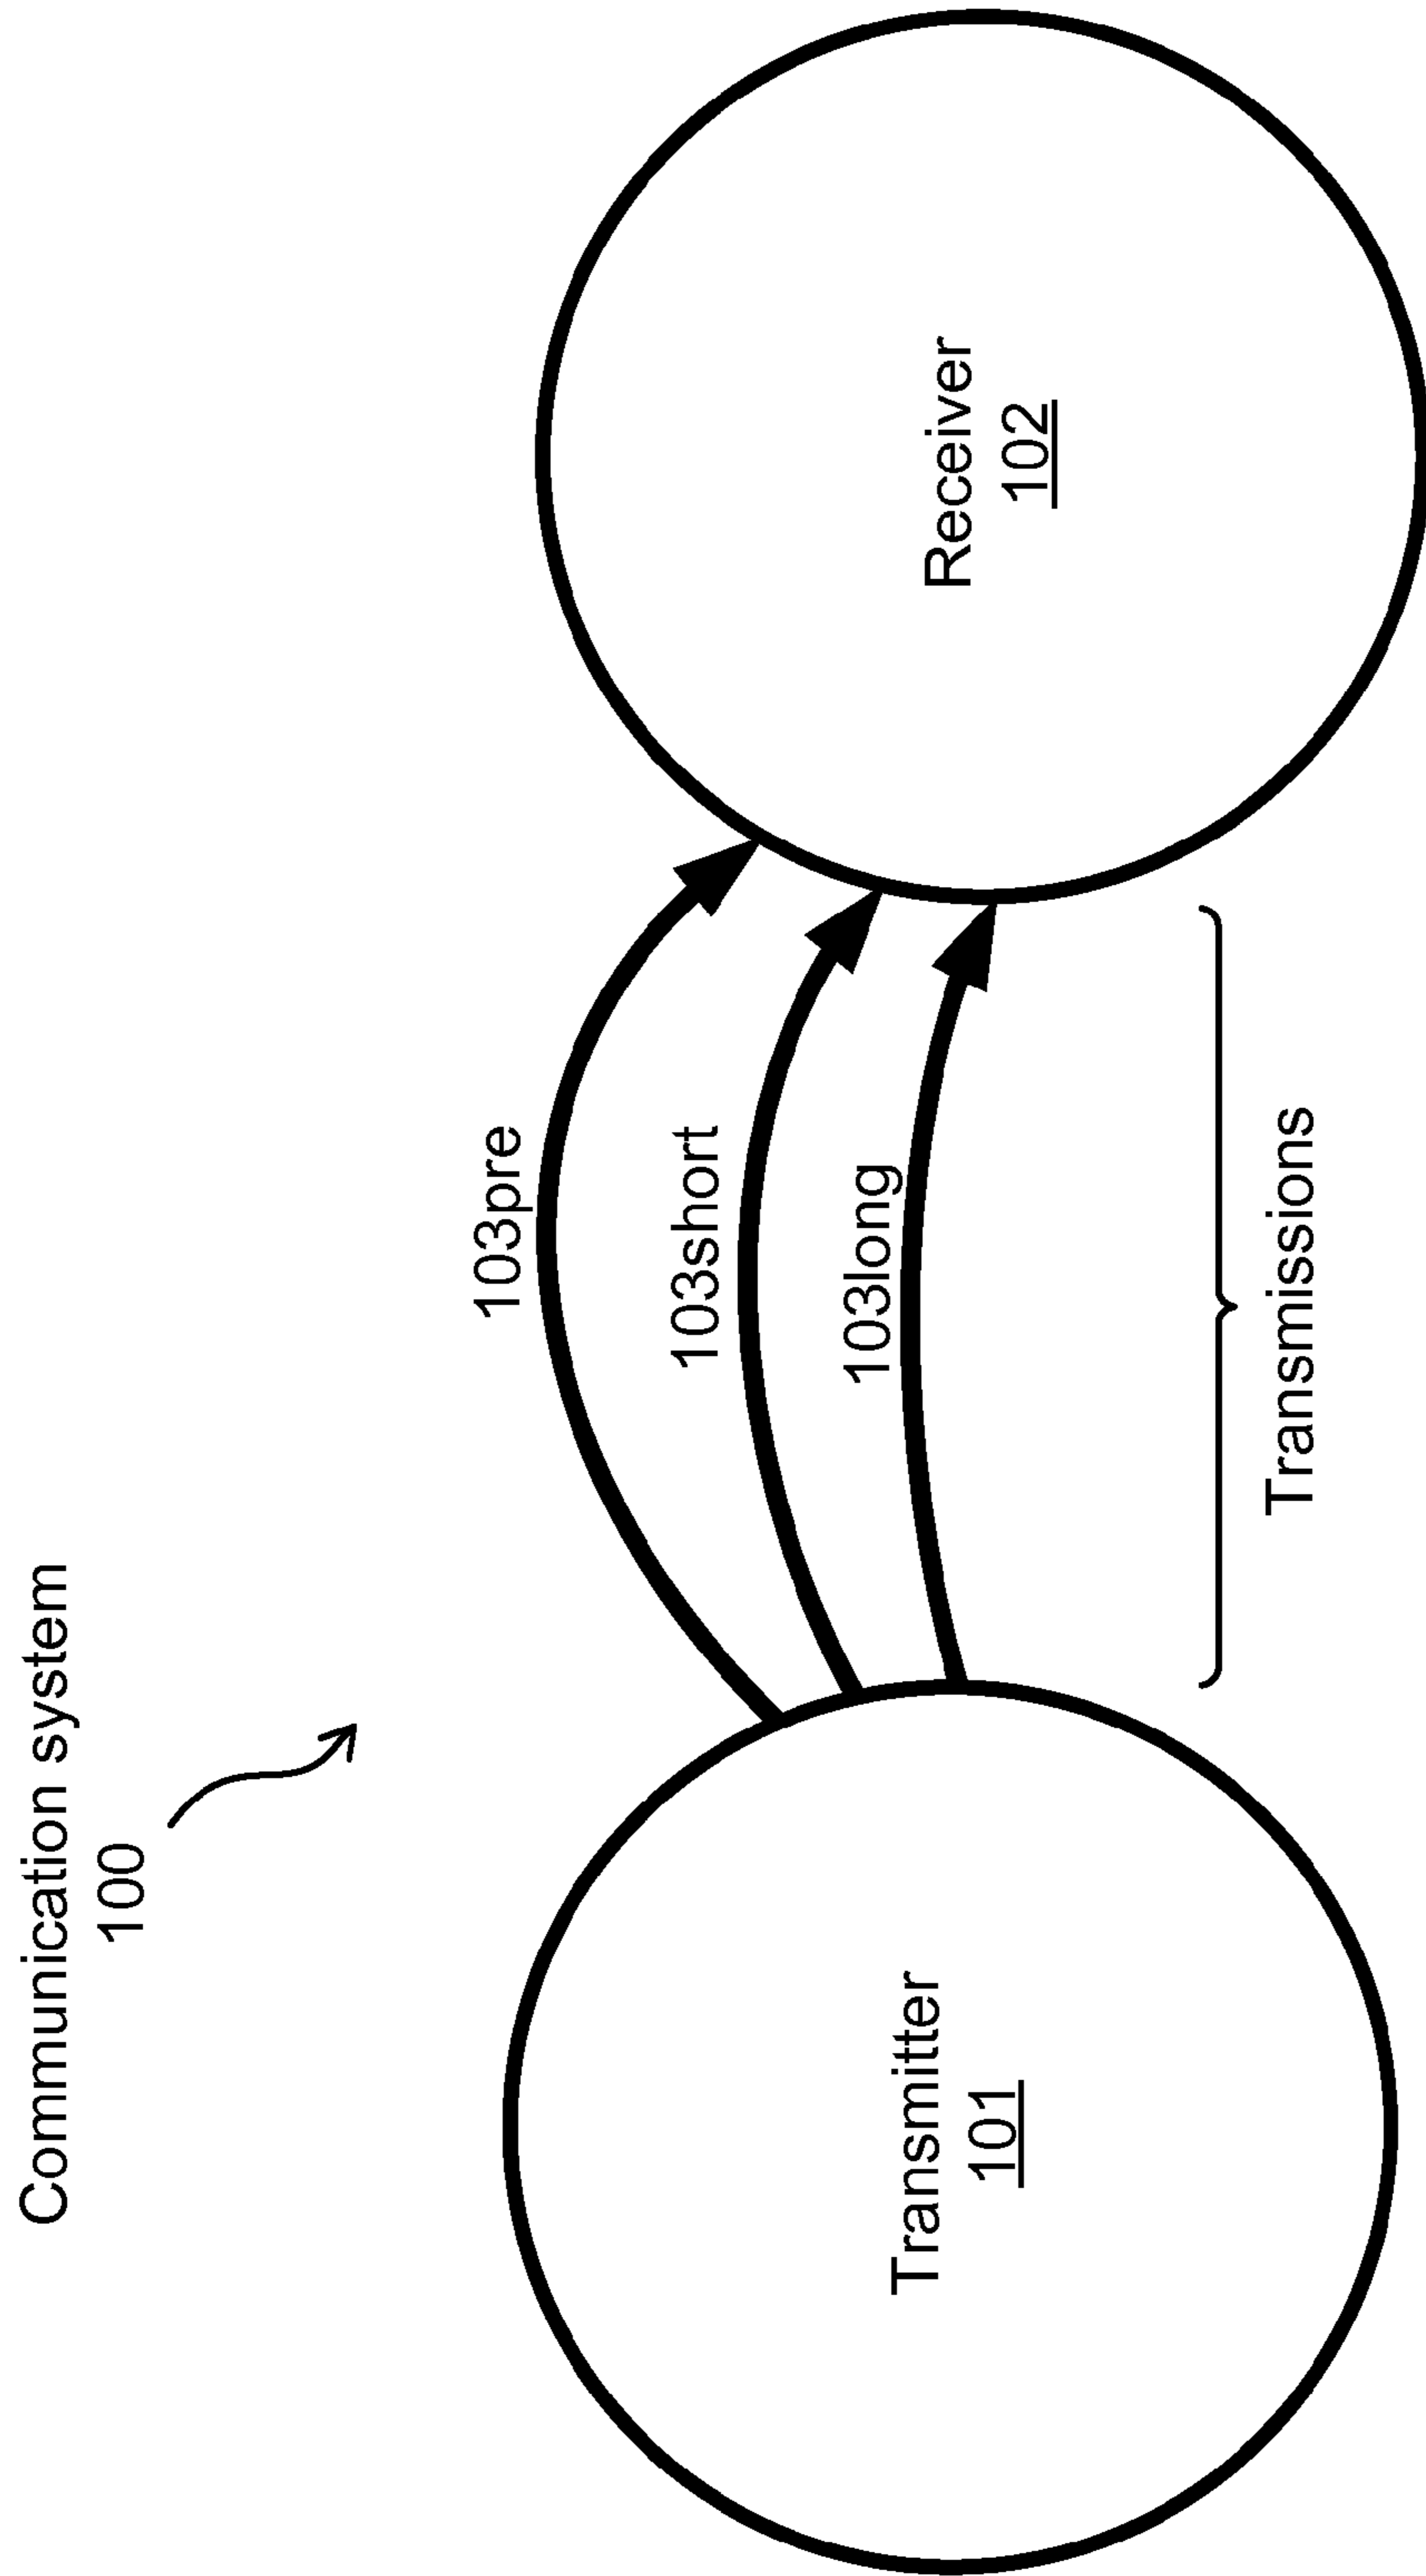 Communication system
100
103pre
103short
103long
Transmitter
101
Receiver
102
Transmissions